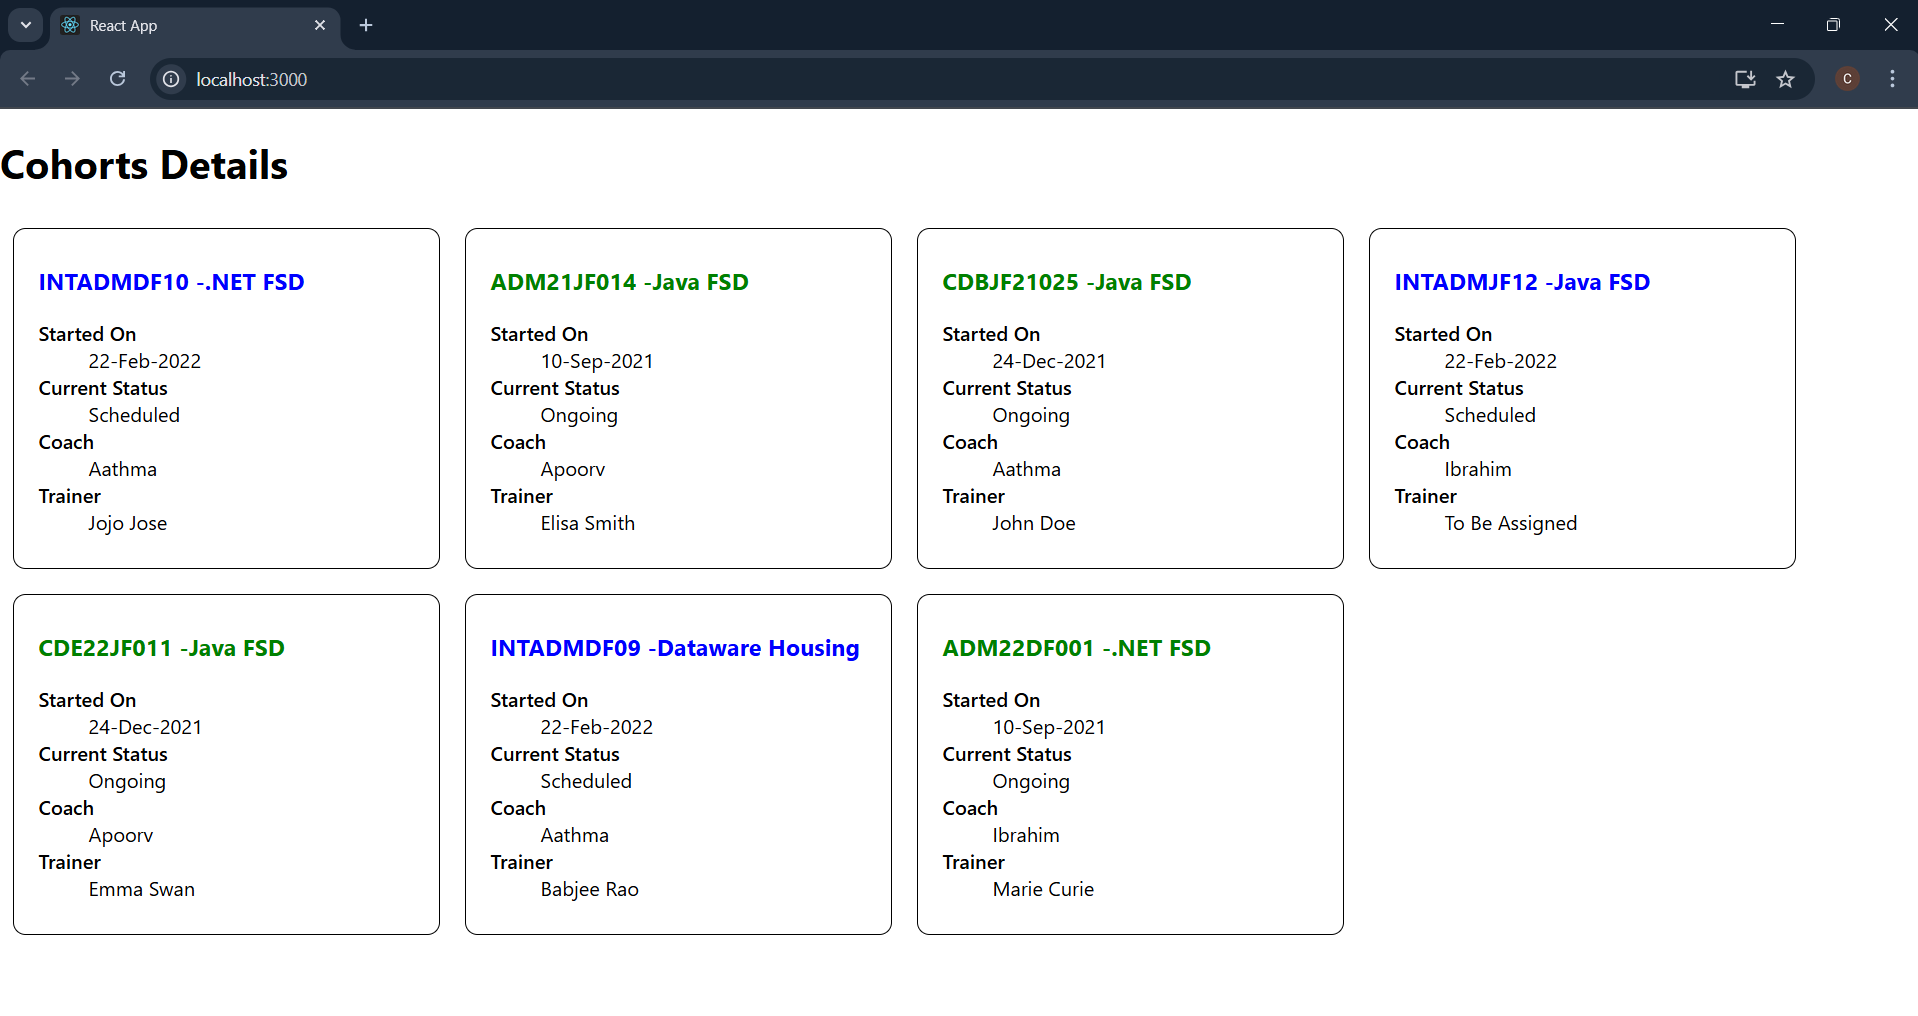 React App
localhost:3000
C
Cohorts Details
INTADMDF10 -.NET FSD
Started On
22-Feb-2022
Current Status
Scheduled
Coach
Aathma
Trainer
Jojo Jose
ADM21JF014 -Java FSD
Started On
10-Sep-2021
Current Status
Ongoing
Coach
Apoorv
Trainer
Elisa Smith
CDBJF21025 -Java FSD
Started On
24-Dec-2021
Current Status
Ongoing
Coach
Aathma
Trainer
John Doe
INTADMJF12 -Java FSD
Started On
22-Feb-2022
Current Status
Scheduled
Coach
Ibrahim
Trainer
To Be Assigned
CDE22JF011 -Java FSD
Started On
24-Dec-2021
Current Status
Ongoing
Coach
Apoorv
Trainer
Emma Swan
INTADMDF09 -Dataware Housing
Started On
22-Feb-2022
Current Status
Scheduled
Coach
Aathma
Trainer
Babjee Rao
ADM22DF001 -.NET FSD
Started On
10-Sep-2021
Current Status
Ongoing
Coach
Ibrahim
Trainer
Marie Curie